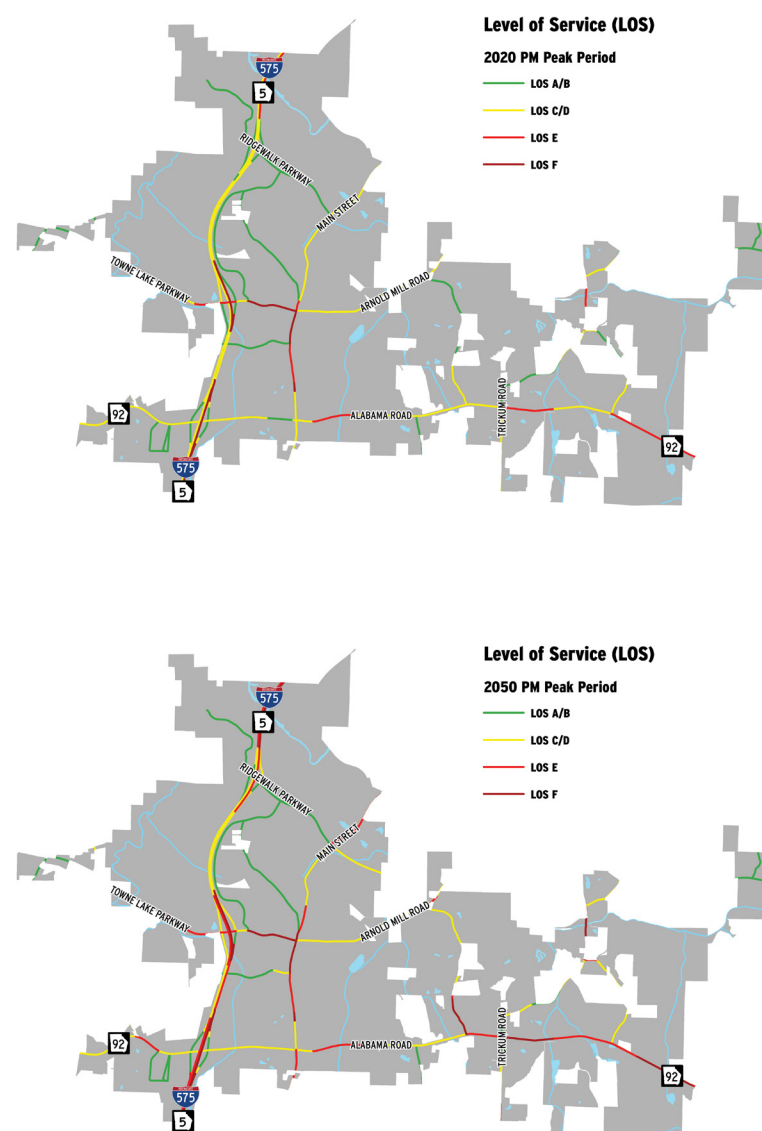 Level of Service (LOS)
2020 PM Peak Period
LOS A/B
LOS C/D
LOS E
LOS F
575
5
RIDGEWALK PARKWAY
MAIN STREET
TOWNE LAKE PARKWAY
ARNOLD MILL ROAD
92
ALABAMA ROAD
TRICKUM ROAD
92
575
5
Level of Service (LOS)
2050 PM Peak Period
LOS A/B
LOS C/D
LOS E
LOS F
575
5
RIDGEWALK PARKWAY
MAIN STREET
TOWNE LAKE PARKWAY
ARNOLD MILL ROAD
92
ALABAMA ROAD
TRICKUM ROAD
92
575
5